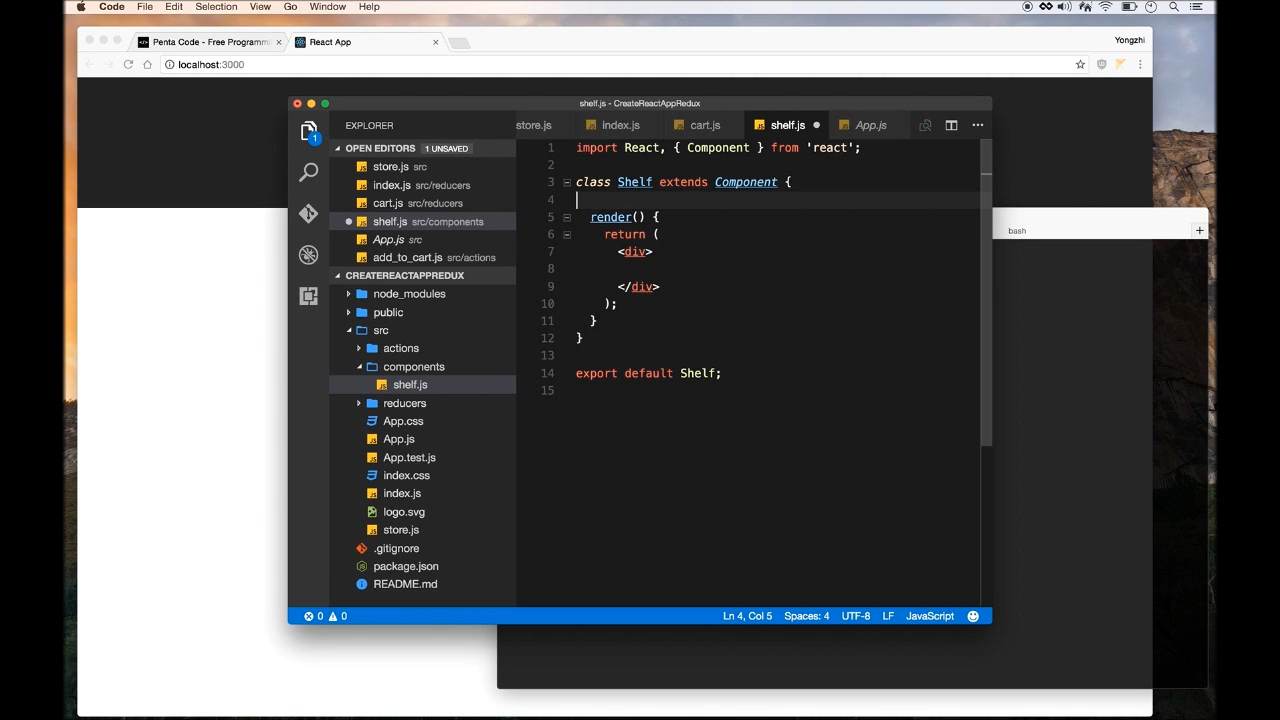 Code File Edit Selection View Go Window Help
Penta Code - Free Programmi
React App
Yongzhi
localhost:3000
shelf.js - CreateReactAppRedux
EXPLORER
store.js index.js cart.js shelf.js App.js
OPEN EDITORS 1 UNSAVED
store.js src
index.js src/reducers
cart.js src/reducers
shelf.js src/components
App.js src
add_to_cart.js src/actions
CREATEREACTAPPREDUX
node_modules
public
src
actions
components
shelf.js
reducers
App.css
App.js
App.test.js
index.css
index.js
logo.svg
store.js
.gitignore
package.json
README.md
1
1 import React, { Component } from 'react';
2
3 class Shelf extends Component {
4
5 render() {
6 return (
7 <div>
8
9 </div>
10 );
11 }
12 }
13
14 export default Shelf;
15
bash
0 0
Ln 4, Col 5 Spaces: 4 UTF-8 LF JavaScript